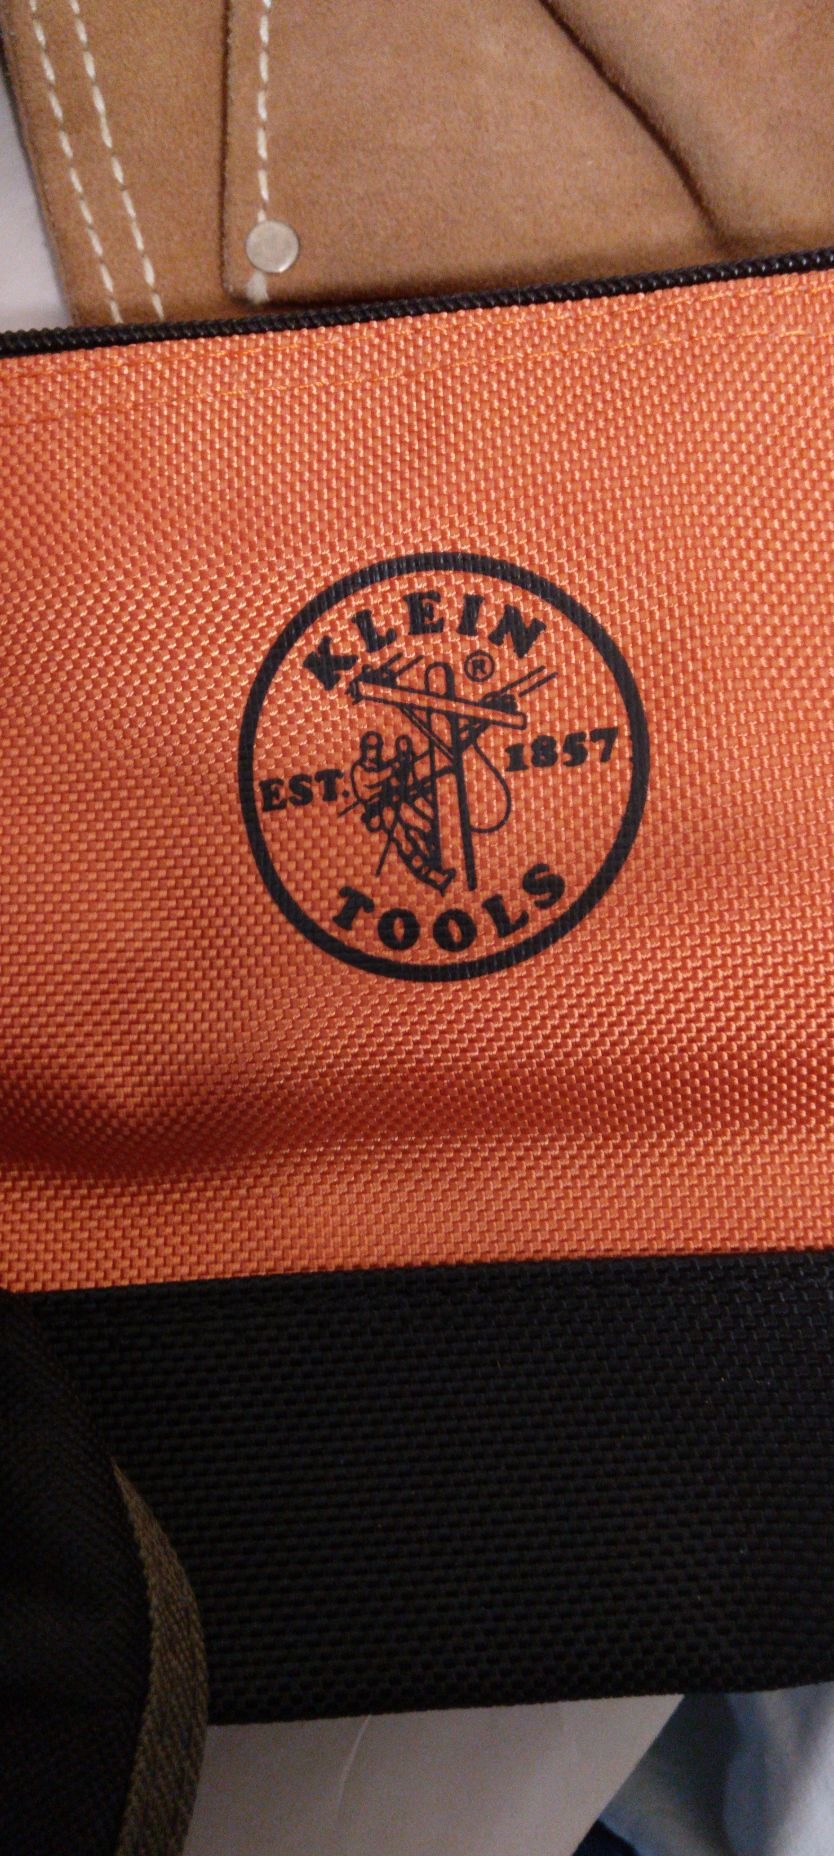 KLEIN
®
EST. 1857
TOOLS